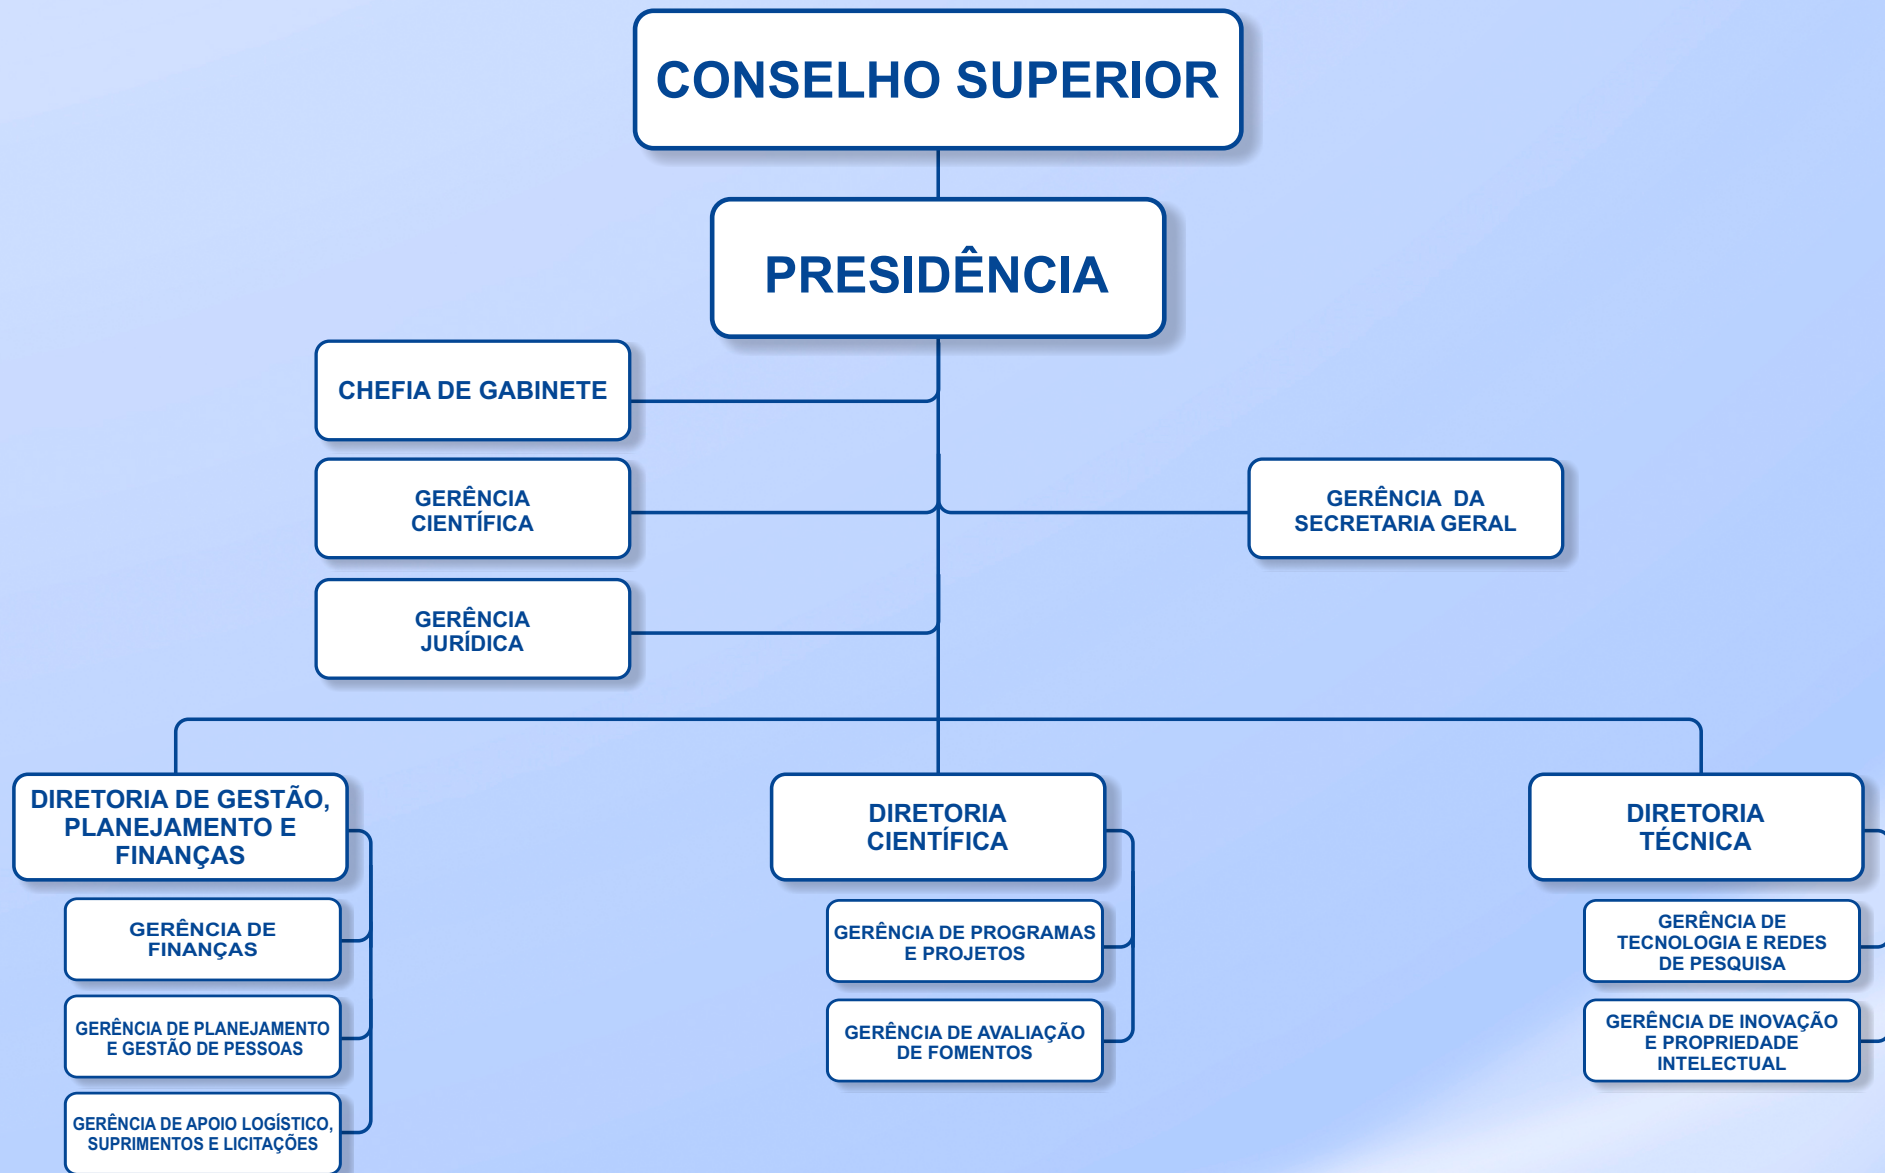 CONSELHO SUPERIOR
PRESIDÊNCIA
CHEFIA DE GABINETE
GERÊNCIA
CIENTÍFICA
GERÊNCIA DA
SECRETARIA GERAL
GERÊNCIA
JURÍDICA
DIRETORIA DE GESTÃO,
PLANEJAMENTO E
FINANÇAS
GERÊNCIA DE
FINANÇAS
GERÊNCIA DE PLANEJAMENTO
E GESTÃO DE PESSOAS
GERÊNCIA DE APOIO LOGÍSTICO,
SUPRIMENTOS E LICITAÇÕES
DIRETORIA
CIENTÍFICA
GERÊNCIA DE PROGRAMAS
E PROJETOS
GERÊNCIA DE AVALIAÇÃO
DE FOMENTOS
DIRETORIA
TÉCNICA
GERÊNCIA DE
TECNOLOGIA E REDES
DE PESQUISA
GERÊNCIA DE INOVAÇÃO
E PROPRIEDADE
INTELECTUAL